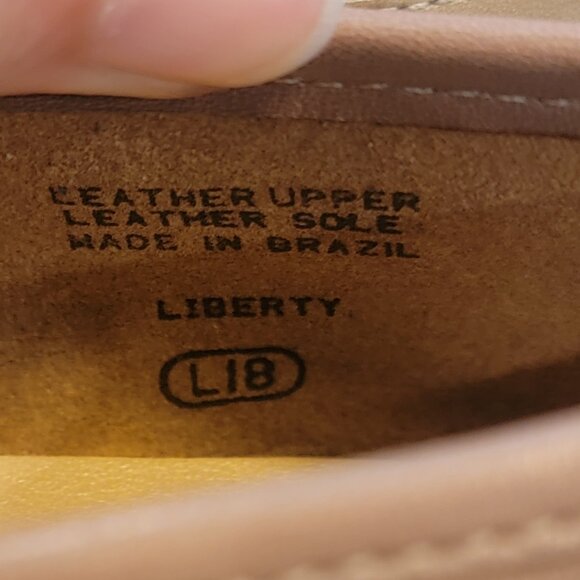 LEATHER UPPER
LEATHER SOLE
MADE IN BRAZIL
LIBERTY
L18